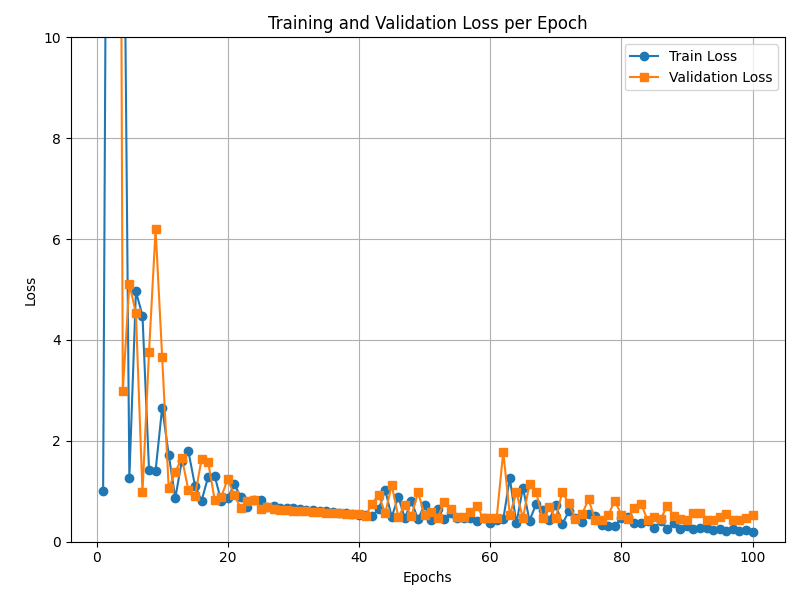 Training and Validation Loss per Epoch
Train Loss
Validation Loss
10
8
6
4
2
0
Loss
0 20 40 60 80 100
Epochs